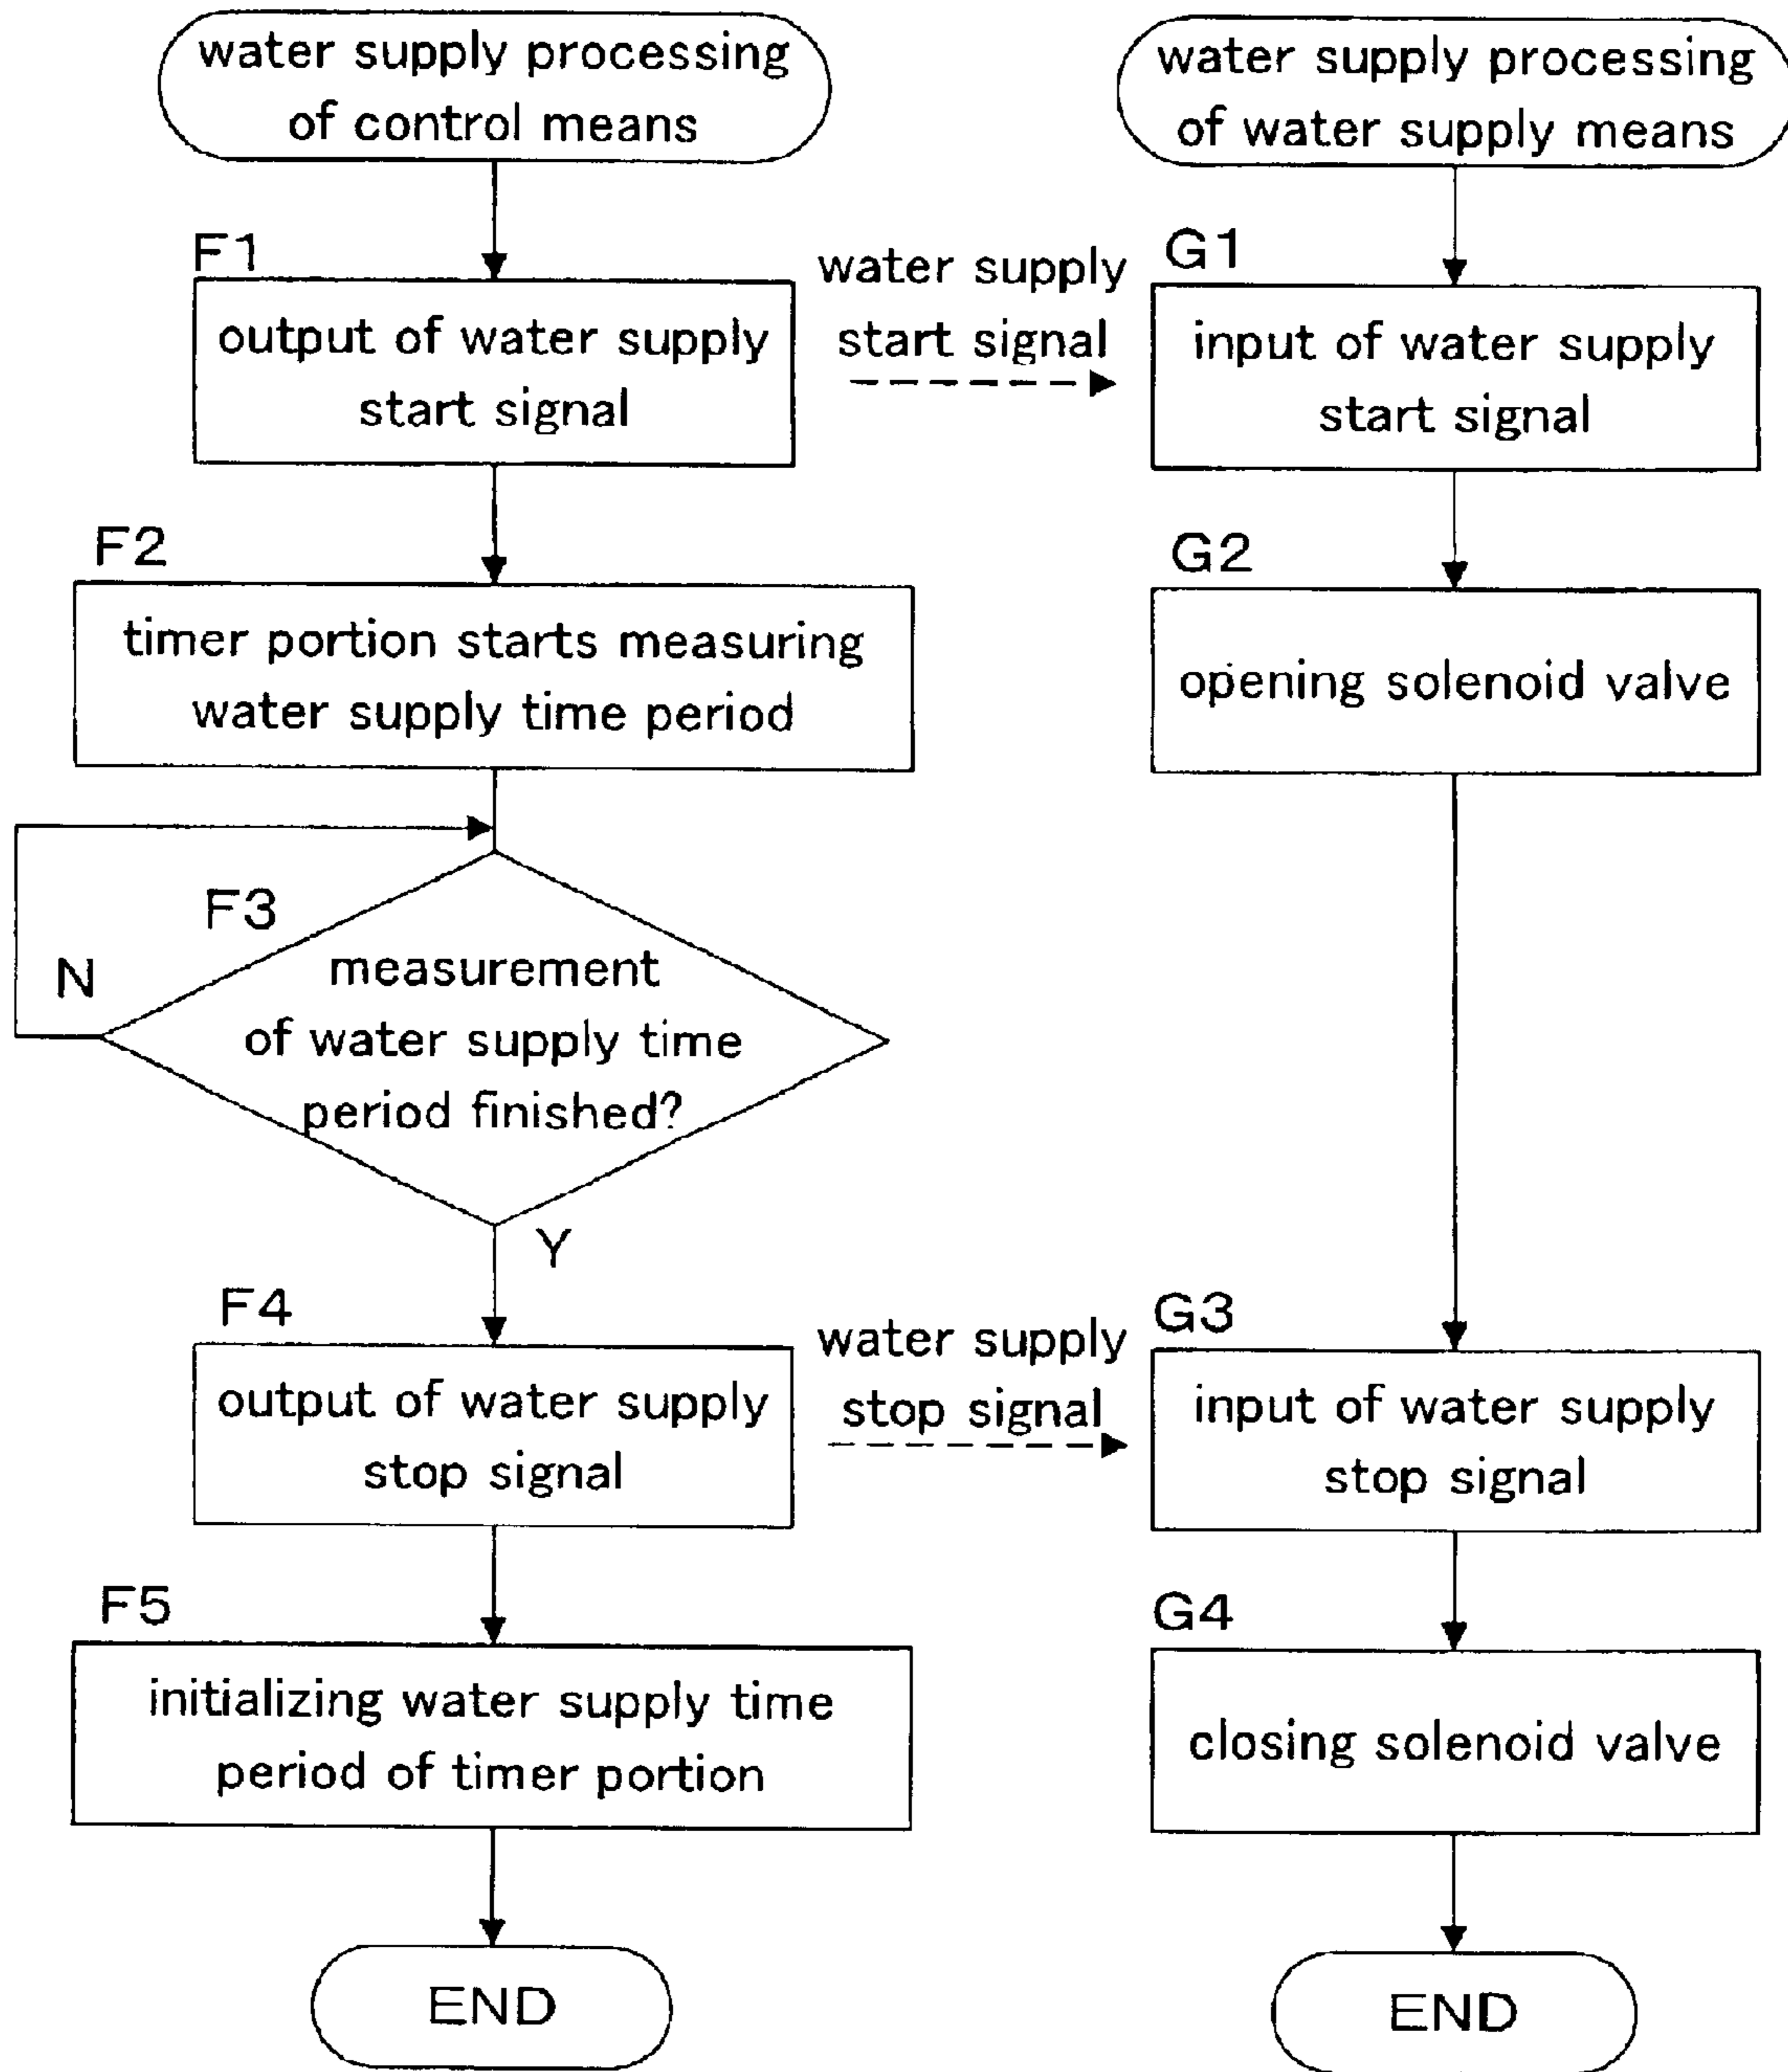 water supply processing
of control means
F1
output of water supply
start signal
F2
timer portion starts measuring
water supply time period
F3
N
measurement
of water supply time
period finished?
Y
F4
output of water supply
stop signal
F5
initializing water supply time
period of timer portion
END
water supply
start signal
water supply
stop signal
water supply processing
of water supply means
G1
input of water supply
start signal
G2
opening solenoid valve
G3
input of water supply
stop signal
G4
closing solenoid valve
END